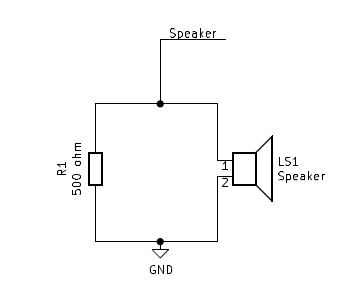 Speaker
R1
500 ohm
1
2
LS1
Speaker
GND